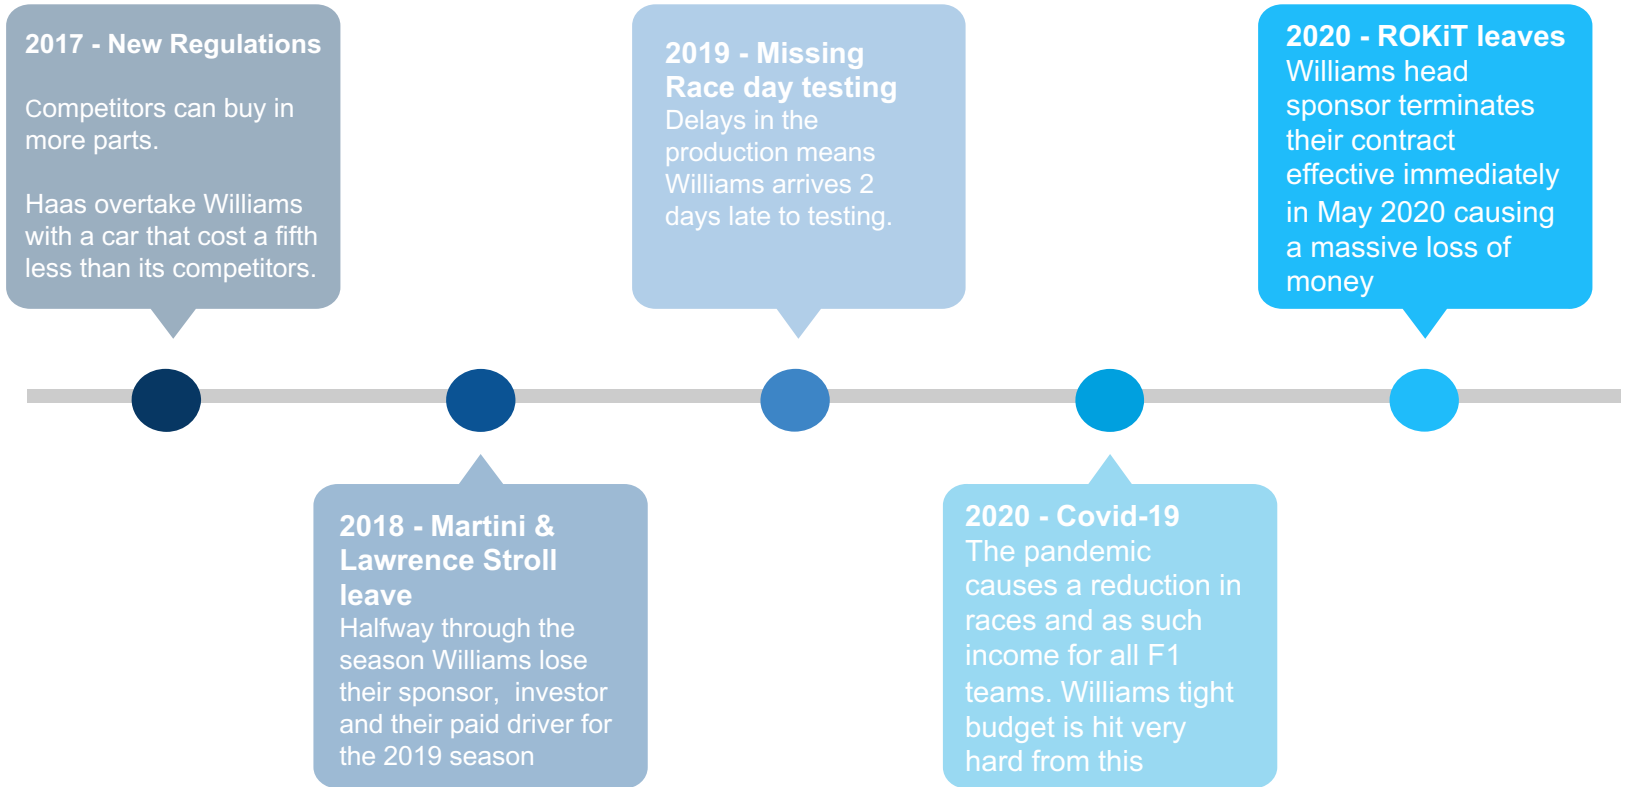 2017 - New Regulations
Competitors can buy in
more parts.
Haas overtake Williams
with a car that cost a fifth
less than its competitors.
2018 - Martini &
Lawrence Stroll
leave
Halfway through the
season Williams lose
their sponsor,  investor
and their paid driver for
the 2019 season
2019 - Missing
Race day testing
Delays in the
production means
Williams arrives 2
days late to testing.
2020 - Covid-19
The pandemic
causes a reduction in
races and as such
income for all F1
teams. Williams tight
budget is hit very
hard from this
2020 - ROKiT leaves
Williams head
sponsor terminates
their contract
effective immediately
in May 2020 causing
a massive loss of
money